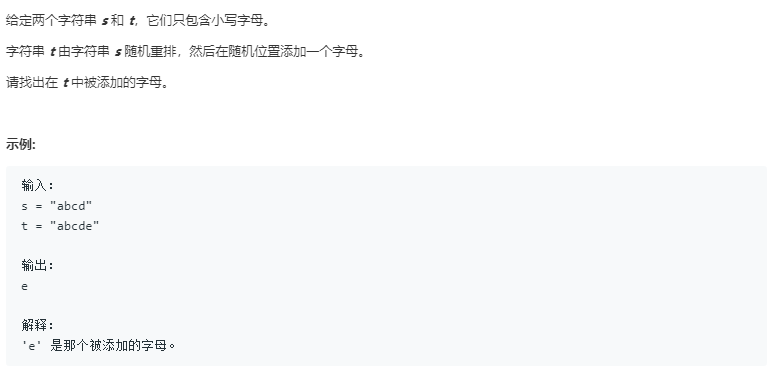 给定两个字符串 s 和 t，它们只包含小写字母。
字符串 t 由字符串 s 随机重排，然后在随机位置添加一个字母。
请找出在 t 中被添加的字母。
示例:
输入：
s = "abcd"
t = "abcde"
输出：
e
解释：
'e' 是那个被添加的字母。